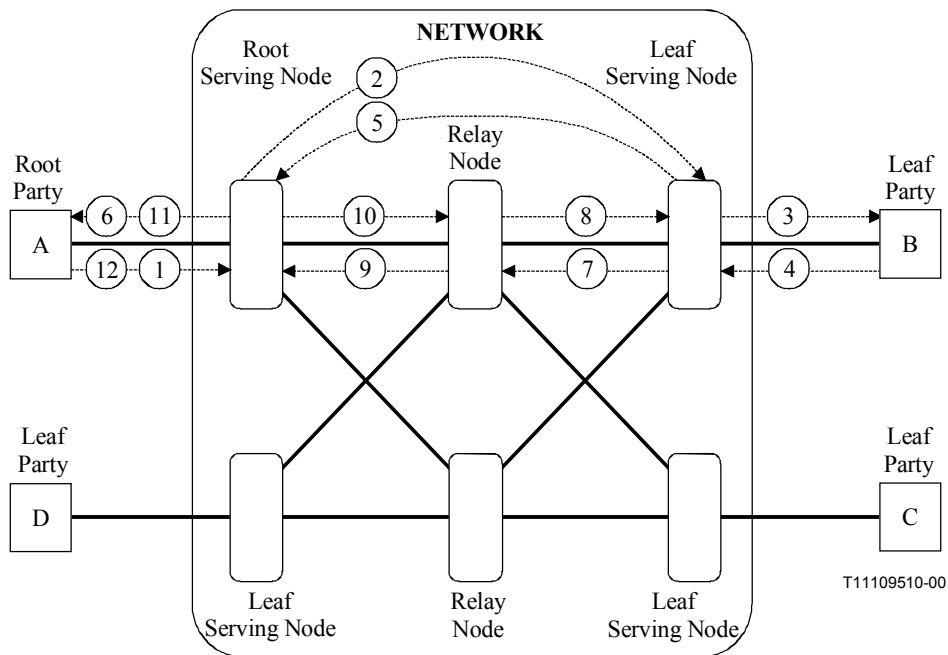 NETWORK
Root
Serving Node
Leaf
Serving Node
2
5
Relay
Node
Root
Party
Leaf
Party
6
11
10
8
3
A
B
12
1
9
7
4
Leaf
Party
Leaf
Party
D
C
T11109510-00
Leaf
Serving Node
Relay
Node
Leaf
Serving Node